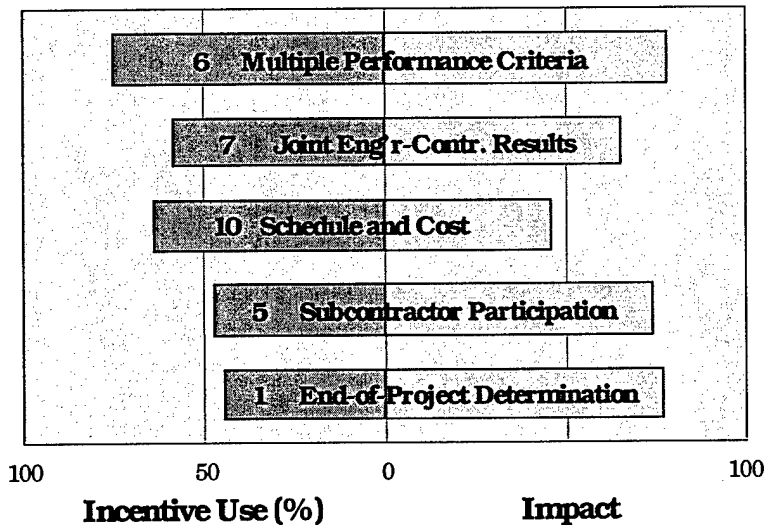 6 Multiple Performance Criteria
7 Joint Eng'r-Contr. Results
10 Schedule and Cost
5 Subcontractor Participation
1 End-of-Project Determination
100 50 0 100
Incentive Use (%) Impact